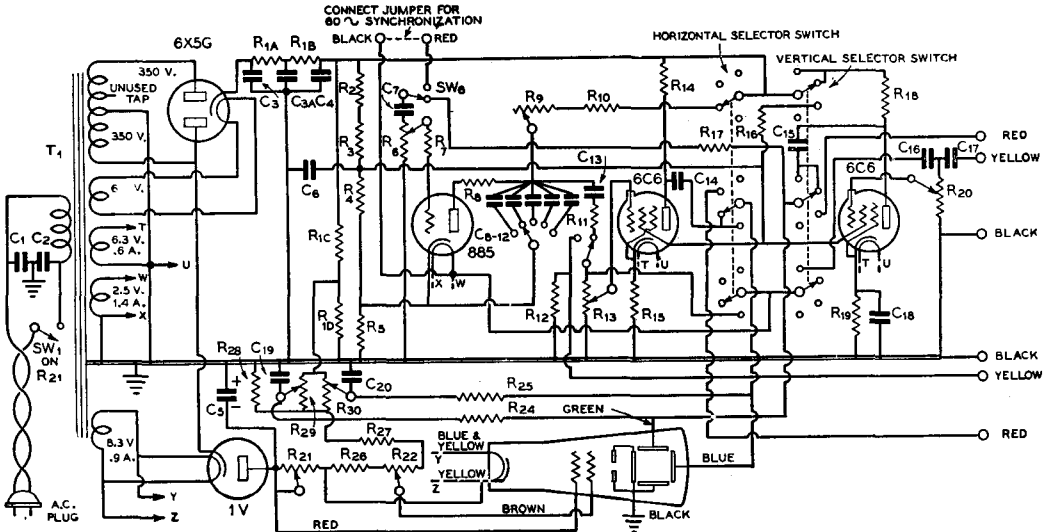 CONNECT JUMPER FOR
60 ~ SYNCHRONIZATION
BLACK RED
6X5G
R1A R1B
HORIZONTAL SELECTOR
SWITCH
VERTICAL SELECTOR
SWITCH
350 V.
UNUSED
TAP
350 V.
C3 C3A C4
R2
C7
SW6
R9 R10
R14
R17
R16
C15
R18
RED
C16 C17
YELLOW
T1
R3
R6
R7
C6
R4
R8
C13
6C6
C14
6C6
R20
6 V.
C1 C2
T
6.3 V.
.6 A.
U
R1C
C8-12
885
R11
BLACK
W
2.5 V.
1.4 A.
X
X W
T U
T U
SW1
ON
R21
R1D
R5
R12
R13
R15
R19
C18
R28
C19
BLACK
C5
+
-
R29
R30
C20
R25
YELLOW
R24
GREEN
RED
8.3 V
.9 A.
R27
BLUE &
YELLOW
Y
R21
R26
R22
YELLOW
Z
BLUE
A.C.
PLUG
Y
Z
1V
RED
BROWN
BLACK